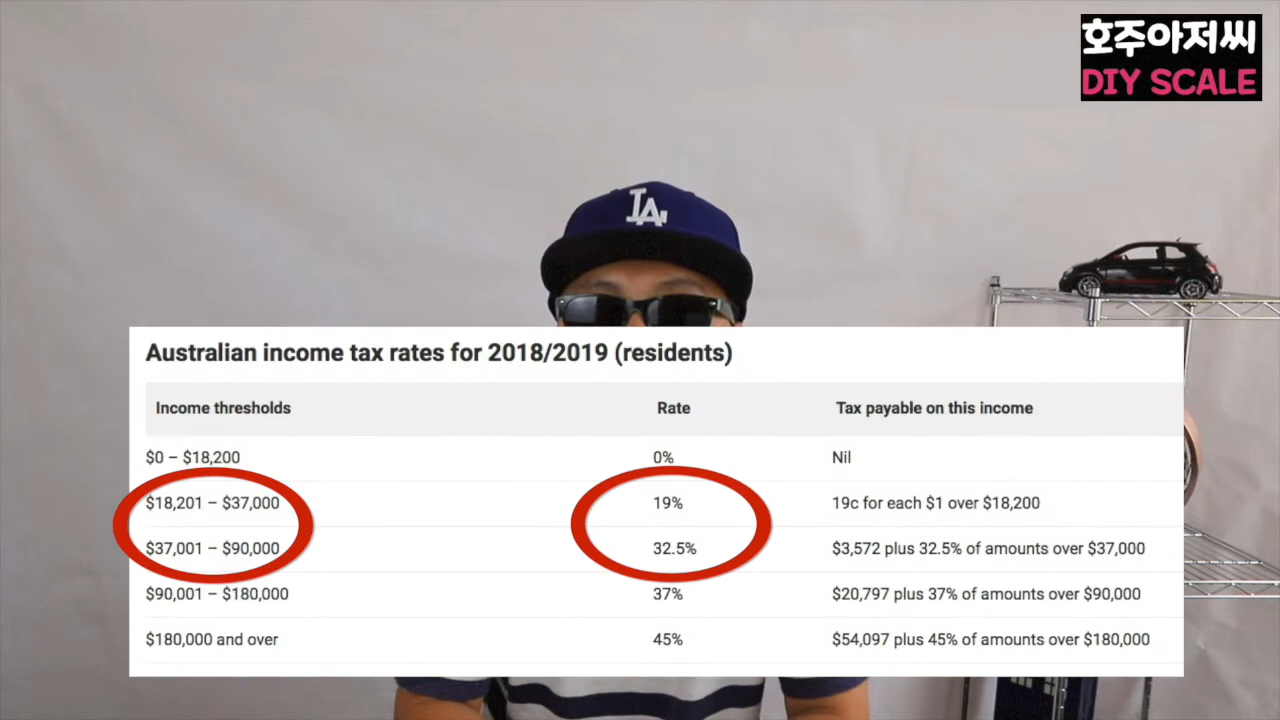 호주아저씨
DIY SCALE
LA
Australian income tax rates for 2018/2019 (residents)
Income thresholds Rate Tax payable on this income
$0 – $18,200 0% Nil
$18,201 – $37,000 19% 19c for each $1 over $18,200
$37,001 – $90,000 32.5% $3,572 plus 32.5% of amounts over $37,000
$90,001 – $180,000 37% $20,797 plus 37% of amounts over $90,000
$180,000 and over 45% $54,097 plus 45% of amounts over $180,000